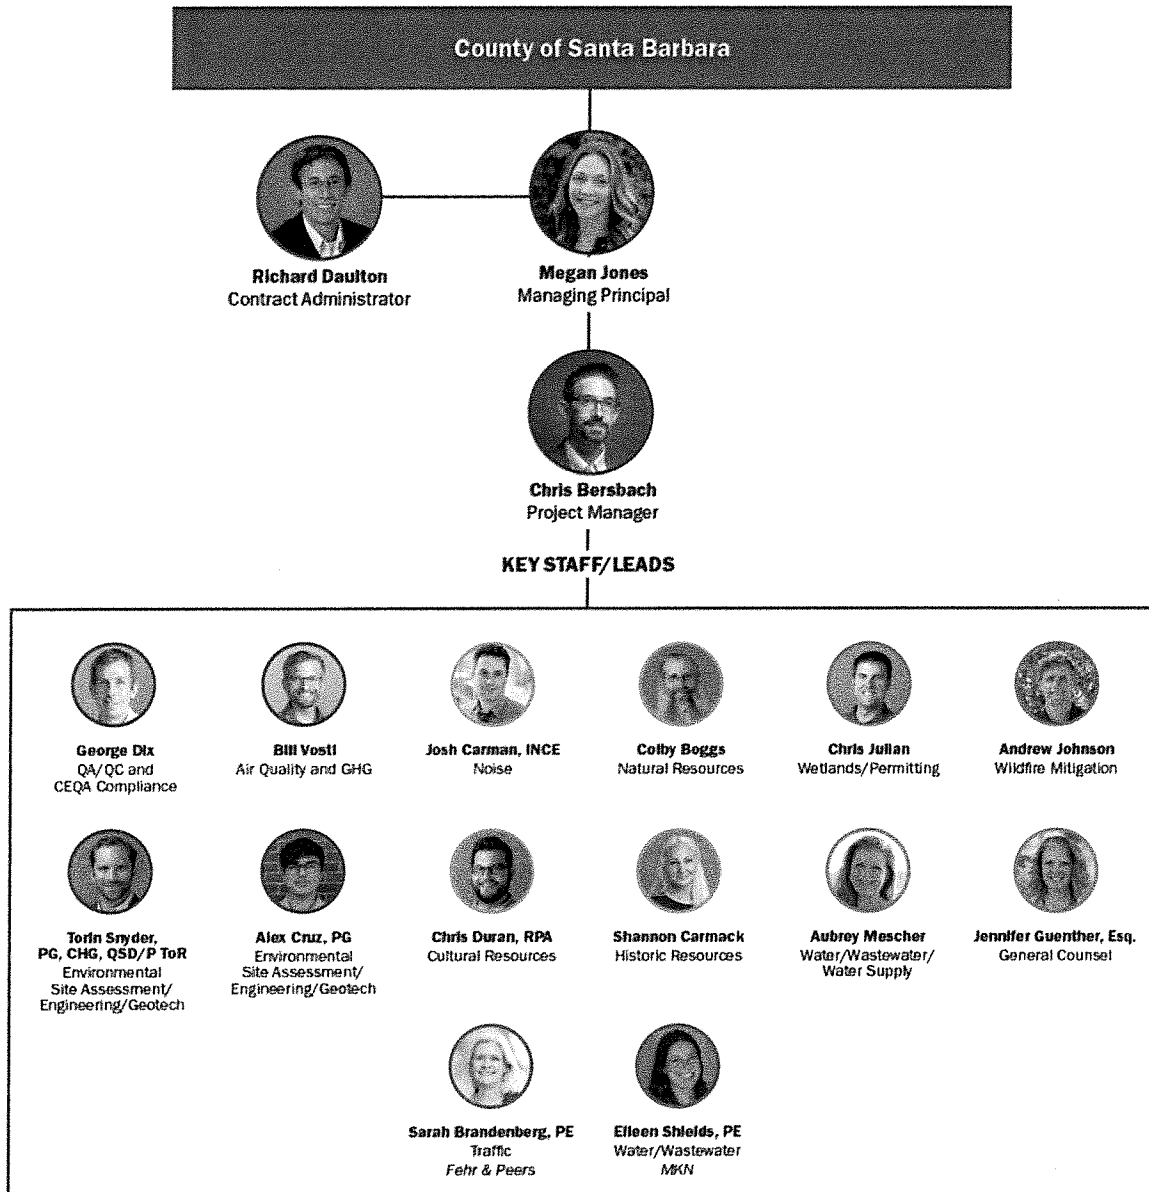 County of Santa Barbara
Richard Daulton
Contract Administrator
Megan Jones
Managing Principal
Chris Bersbach
Project Manager
KEY STAFF/LEADS
George Dix
QA/QC and
CEQA Compliance
Bill Vosti
Air Quality and GHG
Josh Carman, INCE
Noise
Colby Boggs
Natural Resources
Chris Julian
Wetlands/Permitting
Andrew Johnson
Wildfire Mitigation
Torin Snyder,
PG, CHG, QSD/P ToR
Environmental
Site Assessment/
Engineering/Geotech
Alex Cruz, PG
Environmental
Site Assessment/
Engineering/Geotech
Chris Duran, RPA
Cultural Resources
Shannon Carmack
Historic Resources
Aubrey Mescher
Water/Wastewater/
Water Supply
Jennifer Guenther, Esq.
General Counsel
Sarah Brandenberg, PE
Traffic
Fehr & Peers
Eileen Shields, PE
Water/Wastewater
MKN